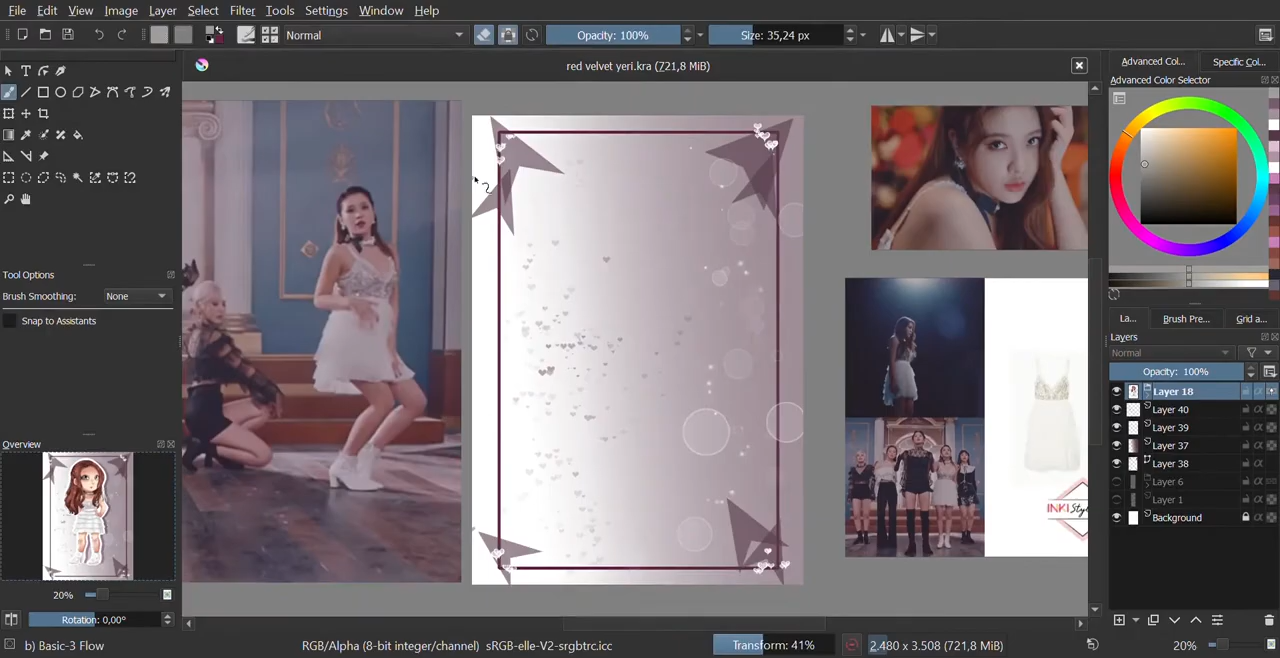 File Edit View Image Layer Select Filter Tools Settings Window Help
Normal Opacity: 100% Size: 35,24 px
red velvet yeri.kra (721,8 MiB)
Advanced Col... Specific Col...
Advanced Color Selector
Tool Options
Brush Smoothing: None
Snap to Assistants
Overview
20%
Rotation: 0,00°
La... Brush Pre... Grid a...
Layers
Normal
Opacity: 100%
Layer 18
Layer 40
Layer 39
Layer 37
Layer 38
Layer 6
Layer 1
Background
INKIStyle
b) Basic-3 Flow RGB/Alpha (8-bit integer/channel) sRGB-elle-V2-srgbtrc.icc Transform: 41% 2.480 x 3.508 (721,8 MiB) 20%